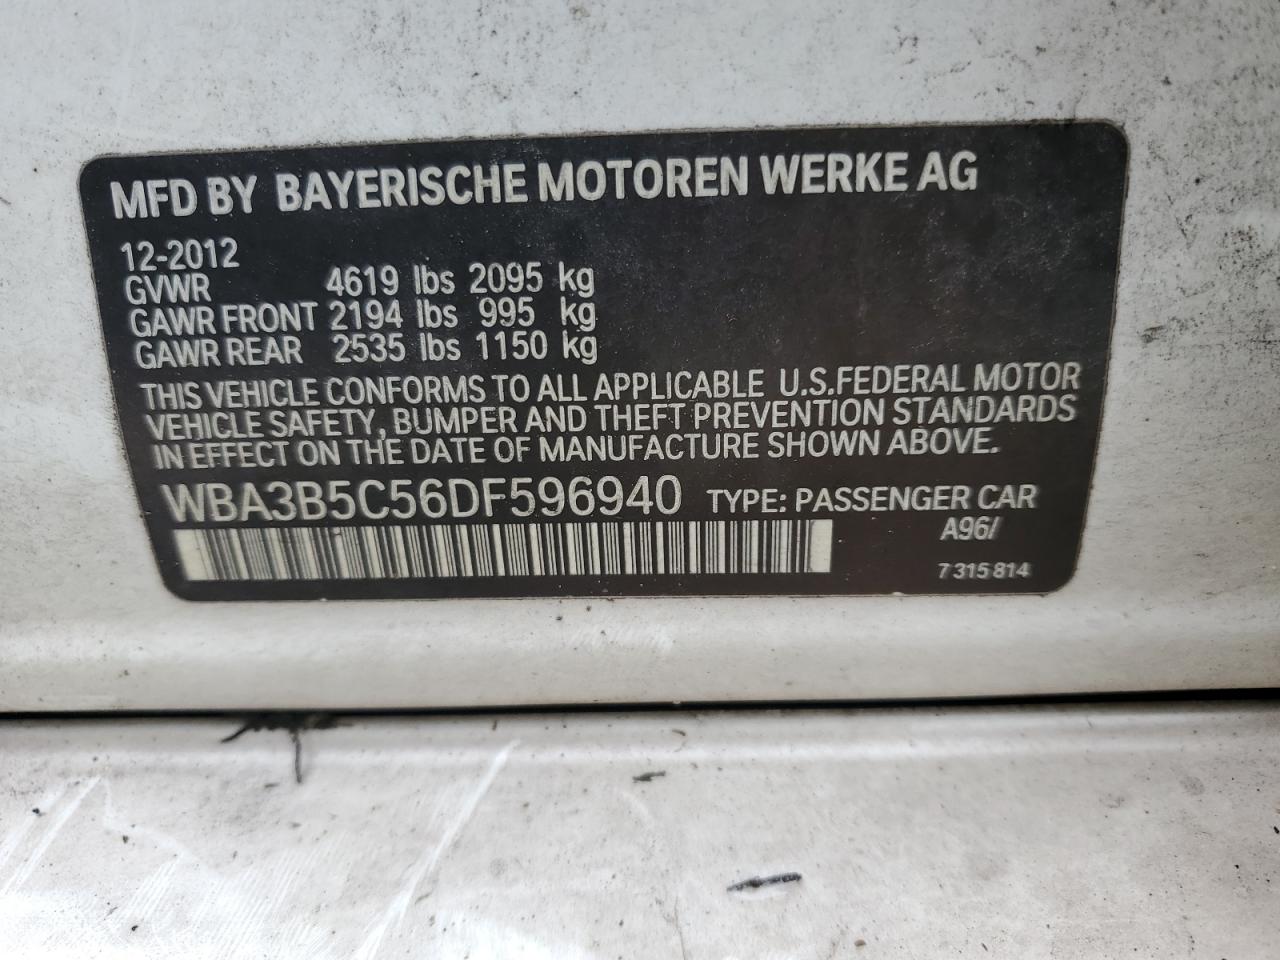 MFD BY BAYERISCHE MOTOREN WERKE AG
12-2012
GVWR 4619 lbs 2095 kg
GAWR FRONT 2194 lbs 995 kg
GAWR REAR 2535 lbs 1150 kg
THIS VEHICLE CONFORMS TO ALL APPLICABLE U.S.FEDERAL MOTOR
VEHICLE SAFETY, BUMPER AND THEFT PREVENTION STANDARDS
IN EFFECT ON THE DATE OF MANUFACTURE SHOWN ABOVE.
WBA3B5C56DF596940 TYPE: PASSENGER CAR
A96/
7 315 814